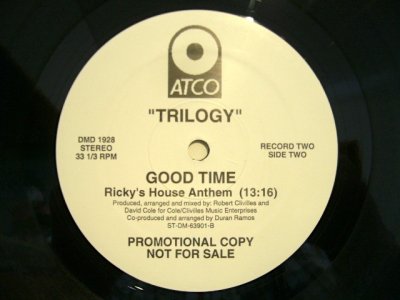 ATCO
"TRILOGY"
DMD 1928
STEREO
33 1/3 RPM
RECORD TWO
SIDE TWO
GOOD TIME
Ricky's House Anthem (13:16)
Produced, arranged and mixed by: Robert Clivilles and
David Cole for Cole/Clivilles Music Enterprises
Co-produced and arranged by Duran Ramos
ST-DM-63901-B
PROMOTIONAL COPY
NOT FOR SALE